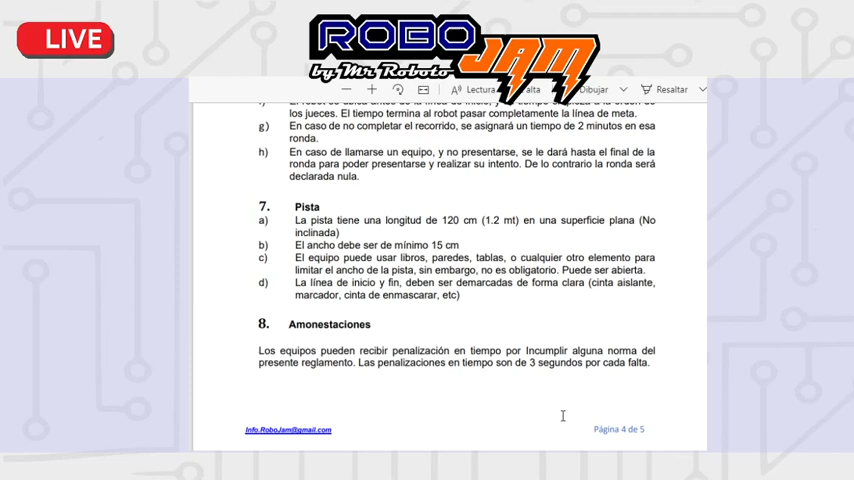 LIVE
ROBO
JAM
by Mr Roboto
Lectura
alta
Dibujar
Resaltar
los jueces. El tiempo termina al robot pasar completamente la línea de meta.
g) En caso de no completar el recorrido, se asignará un tiempo de 2 minutos en esa
ronda.
h) En caso de llamarse un equipo, y no presentarse, se le dará hasta el final de la
ronda para poder presentarse y realizar su intento. De lo contrario la ronda será
declarada nula.
7. Pista
a) La pista tiene una longitud de 120 cm (1.2 mt) en una superficie plana (No
inclinada)
b) El ancho debe ser de mínimo 15 cm
c) El equipo puede usar libros, paredes, tablas, o cualquier otro elemento para
limitar el ancho de la pista, sin embargo, no es obligatorio. Puede ser abierta.
d) La línea de inicio y fin, deben ser demarcadas de forma clara (cinta aislante,
marcador, cinta de enmascarar, etc)
8. Amonestaciones
Los equipos pueden recibir penalización en tiempo por Incumplir alguna norma del
presente reglamento. Las penalizaciones en tiempo son de 3 segundos por cada falta.
Info.RoboJam@gmail.com
Página 4 de 5